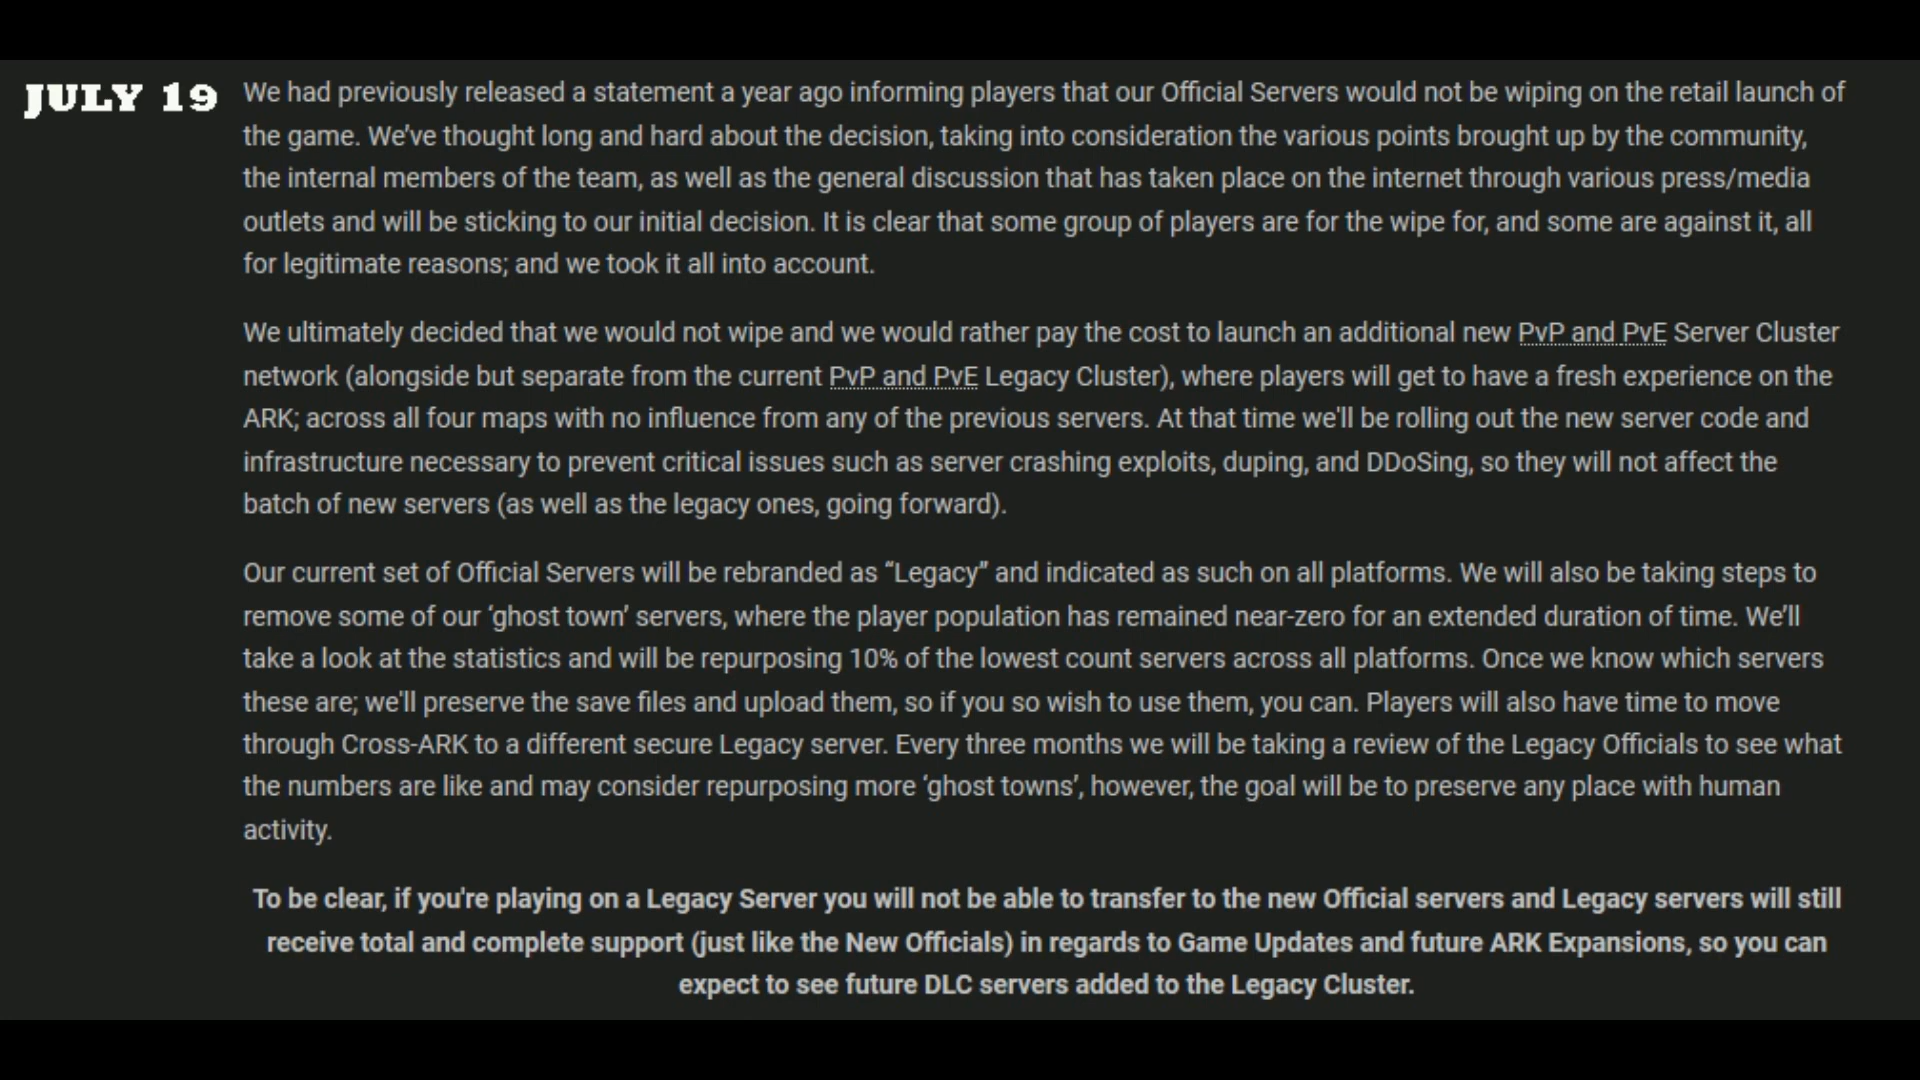 JULY 19
We had previously released a statement a year ago informing players that our Official Servers would not be wiping on the retail launch of
the game. We’ve thought long and hard about the decision, taking into consideration the various points brought up by the community,
the internal members of the team, as well as the general discussion that has taken place on the internet through various press/media
outlets and will be sticking to our initial decision. It is clear that some group of players are for the wipe for, and some are against it, all
for legitimate reasons; and we took it all into account.
We ultimately decided that we would not wipe and we would rather pay the cost to launch an additional new PvP and PvE Server Cluster
network (alongside but separate from the current PvP and PvE Legacy Cluster), where players will get to have a fresh experience on the
ARK; across all four maps with no influence from any of the previous servers. At that time we'll be rolling out the new server code and
infrastructure necessary to prevent critical issues such as server crashing exploits, duping, and DDoSing, so they will not affect the
batch of new servers (as well as the legacy ones, going forward).
Our current set of Official Servers will be rebranded as “Legacy” and indicated as such on all platforms. We will also be taking steps to
remove some of our ‘ghost town’ servers, where the player population has remained near-zero for an extended duration of time. We’ll
take a look at the statistics and will be repurposing 10% of the lowest count servers across all platforms. Once we know which servers
these are; we'll preserve the save files and upload them, so if you so wish to use them, you can. Players will also have time to move
through Cross-ARK to a different secure Legacy server. Every three months we will be taking a review of the Legacy Officials to see what
the numbers are like and may consider repurposing more ‘ghost towns’, however, the goal will be to preserve any place with human
activity.
To be clear, if you're playing on a Legacy Server you will not be able to transfer to the new Official servers and Legacy servers will still
receive total and complete support (just like the New Officials) in regards to Game Updates and future ARK Expansions, so you can
expect to see future DLC servers added to the Legacy Cluster.